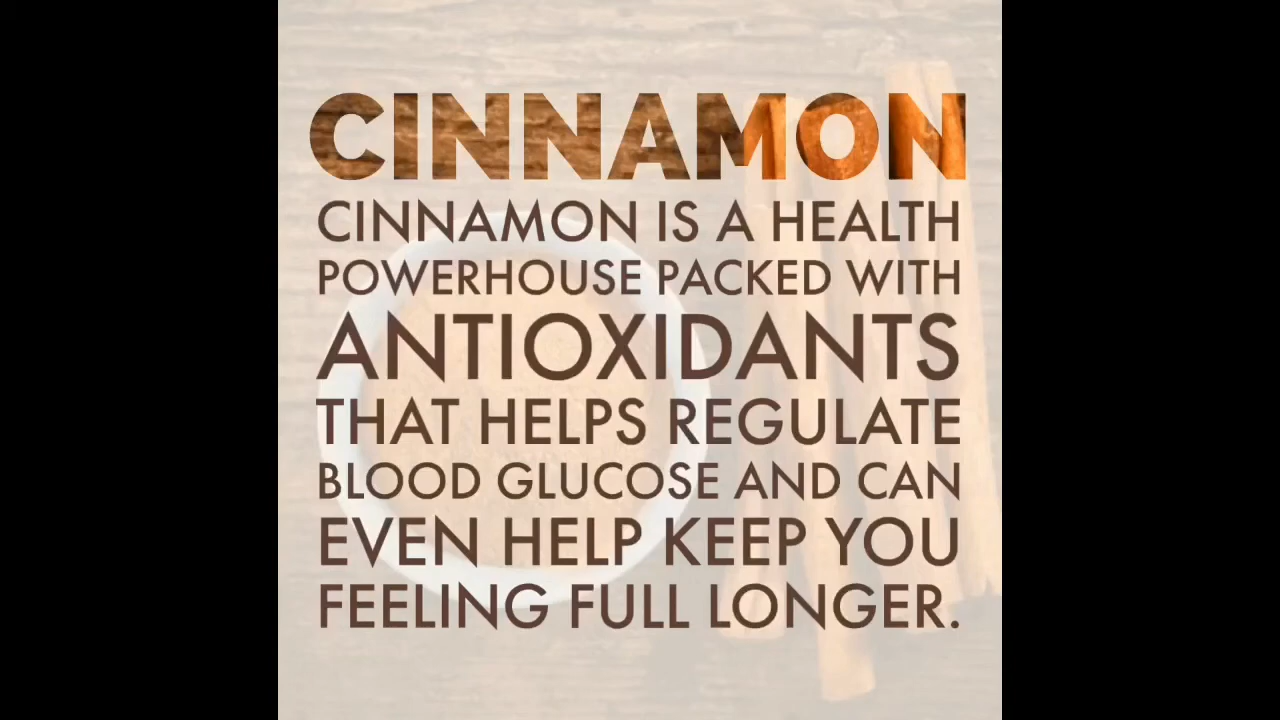 CINNAMON
CINNAMON IS A HEALTH
POWERHOUSE PACKED WITH
ANTIOXIDANTS
THAT HELPS REGULATE
BLOOD GLUCOSE AND CAN
EVEN HELP KEEP YOU
FEELING FULL LONGER.